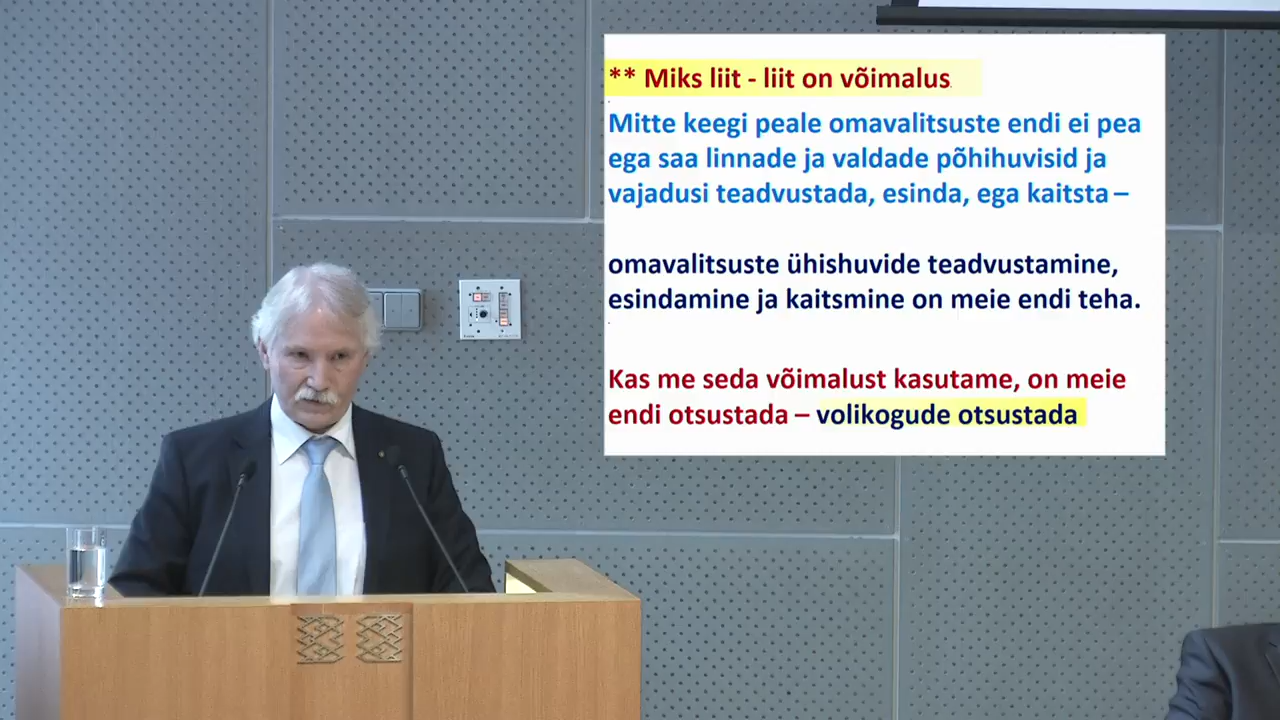 ** Miks liit - liit on võimalus.
Mitte keegi peale omavalitsuste endi ei pea
ega saa linnade ja valdade põhihuvisid ja
vajadusi teadvustada, esinda, ega kaitsta –
omavalitsuste ühishuvide teadvustamine,
esindamine ja kaitsmine on meie endi teha.
Kas me seda võimalust kasutame, on meie
endi otsustada – volikogude otsustada